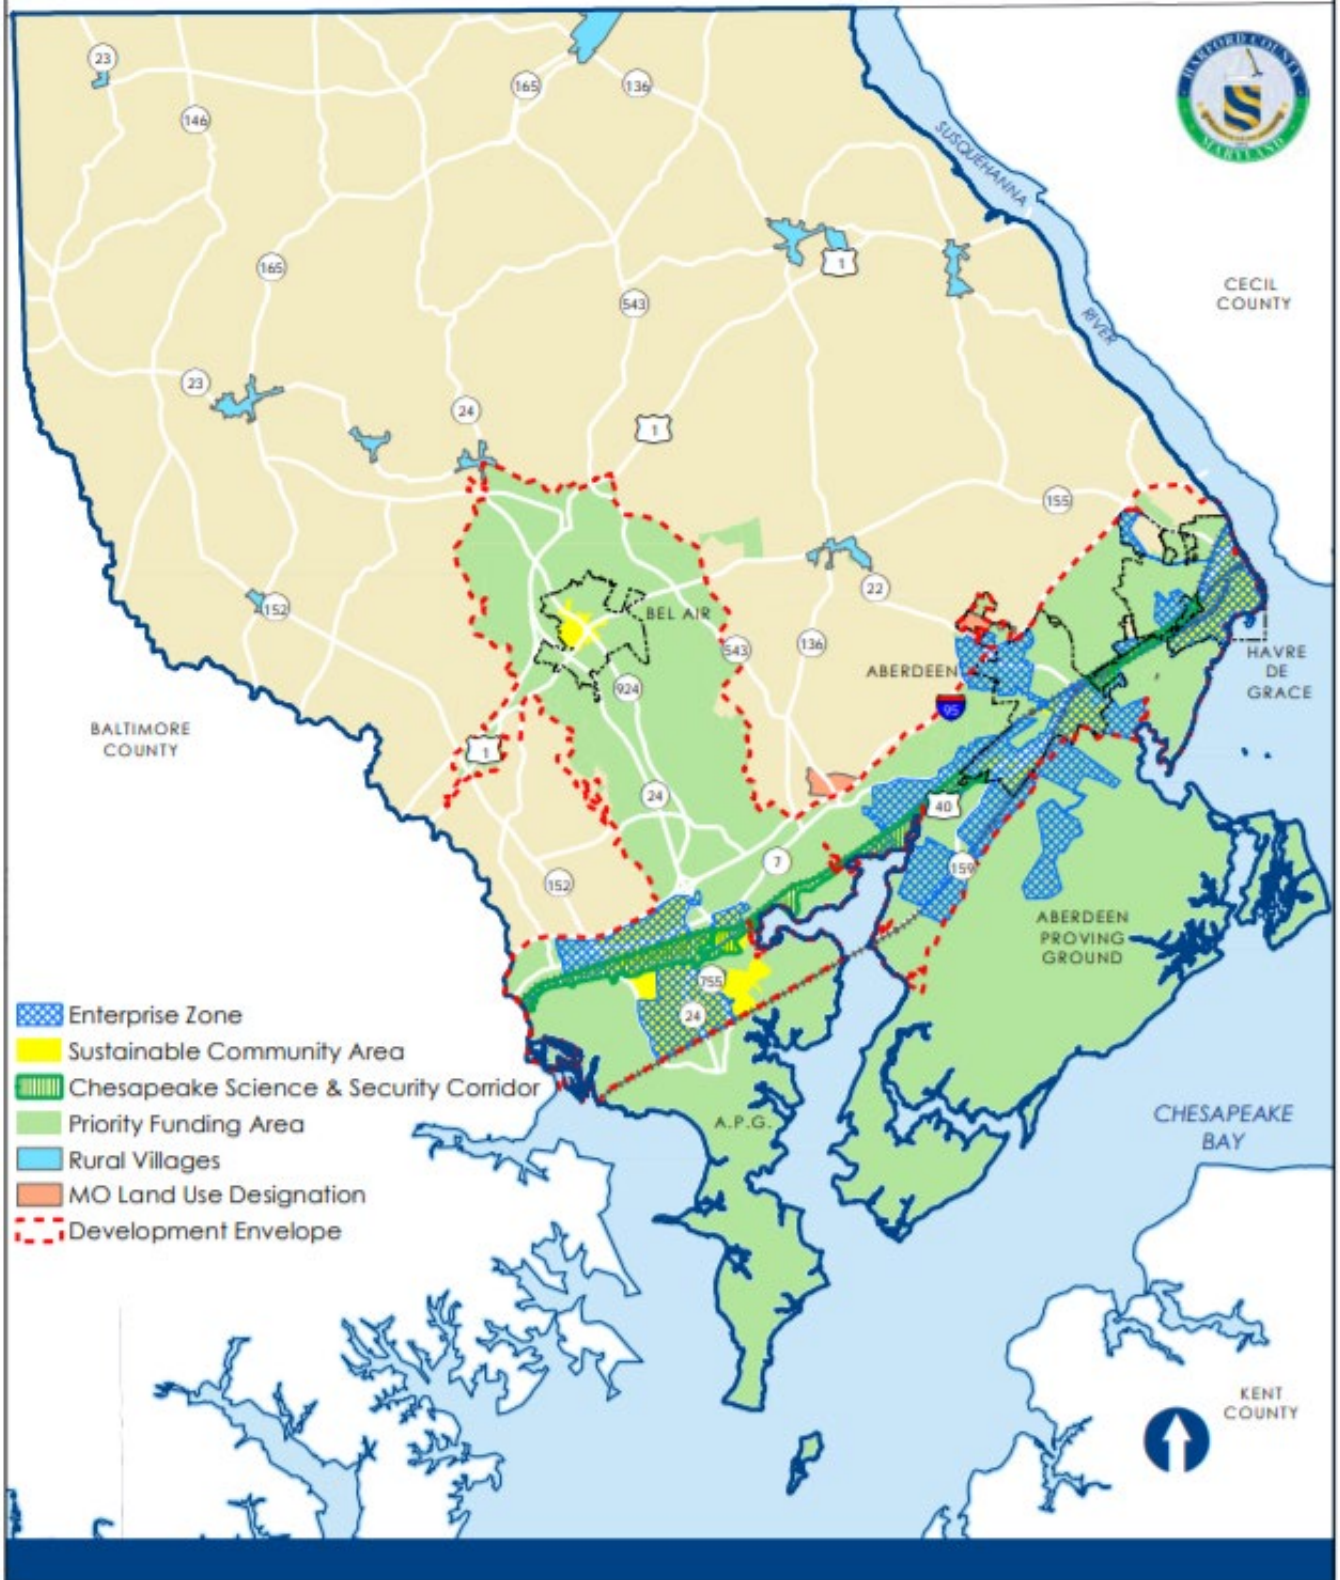 HARFORD COUNTY
MARYLAND
23
165
136
146
SUSQUEHANNA
RIVER
165
1
CECIL
COUNTY
543
23
24
1
155
152
22
BEL AIR
543
136
ABERDEEN
HAVRE
DE
GRACE
924
95
BALTIMORE
COUNTY
1
24
40
7
152
159
ABERDEEN
PROVING
GROUND
755
24
Enterprise Zone
Sustainable Community Area
Chesapeake Science & Security Corridor
Priority Funding Area
Rural Villages
MO Land Use Designation
Development Envelope
A.P.G.
CHESAPEAKE
BAY
KENT
COUNTY